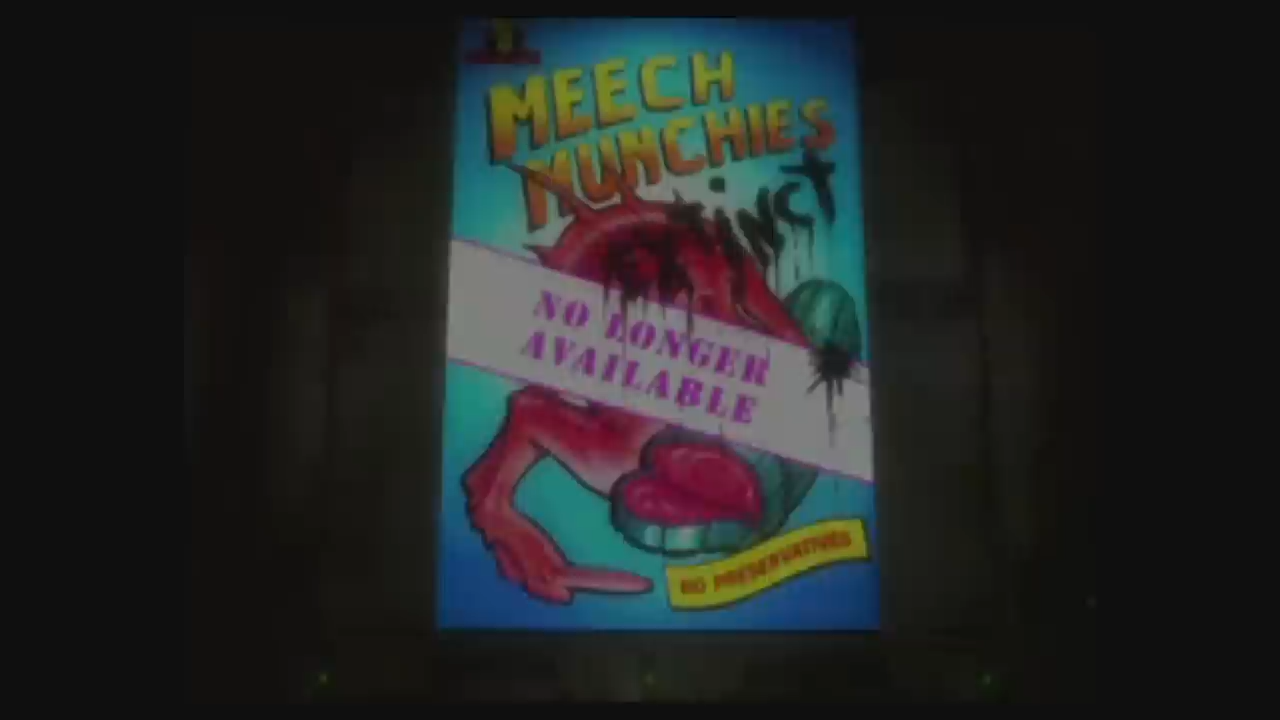 MEECH
MUNCHIES
EXTINCT
NO LONGER
AVAILABLE
NO PRESERVATIVES